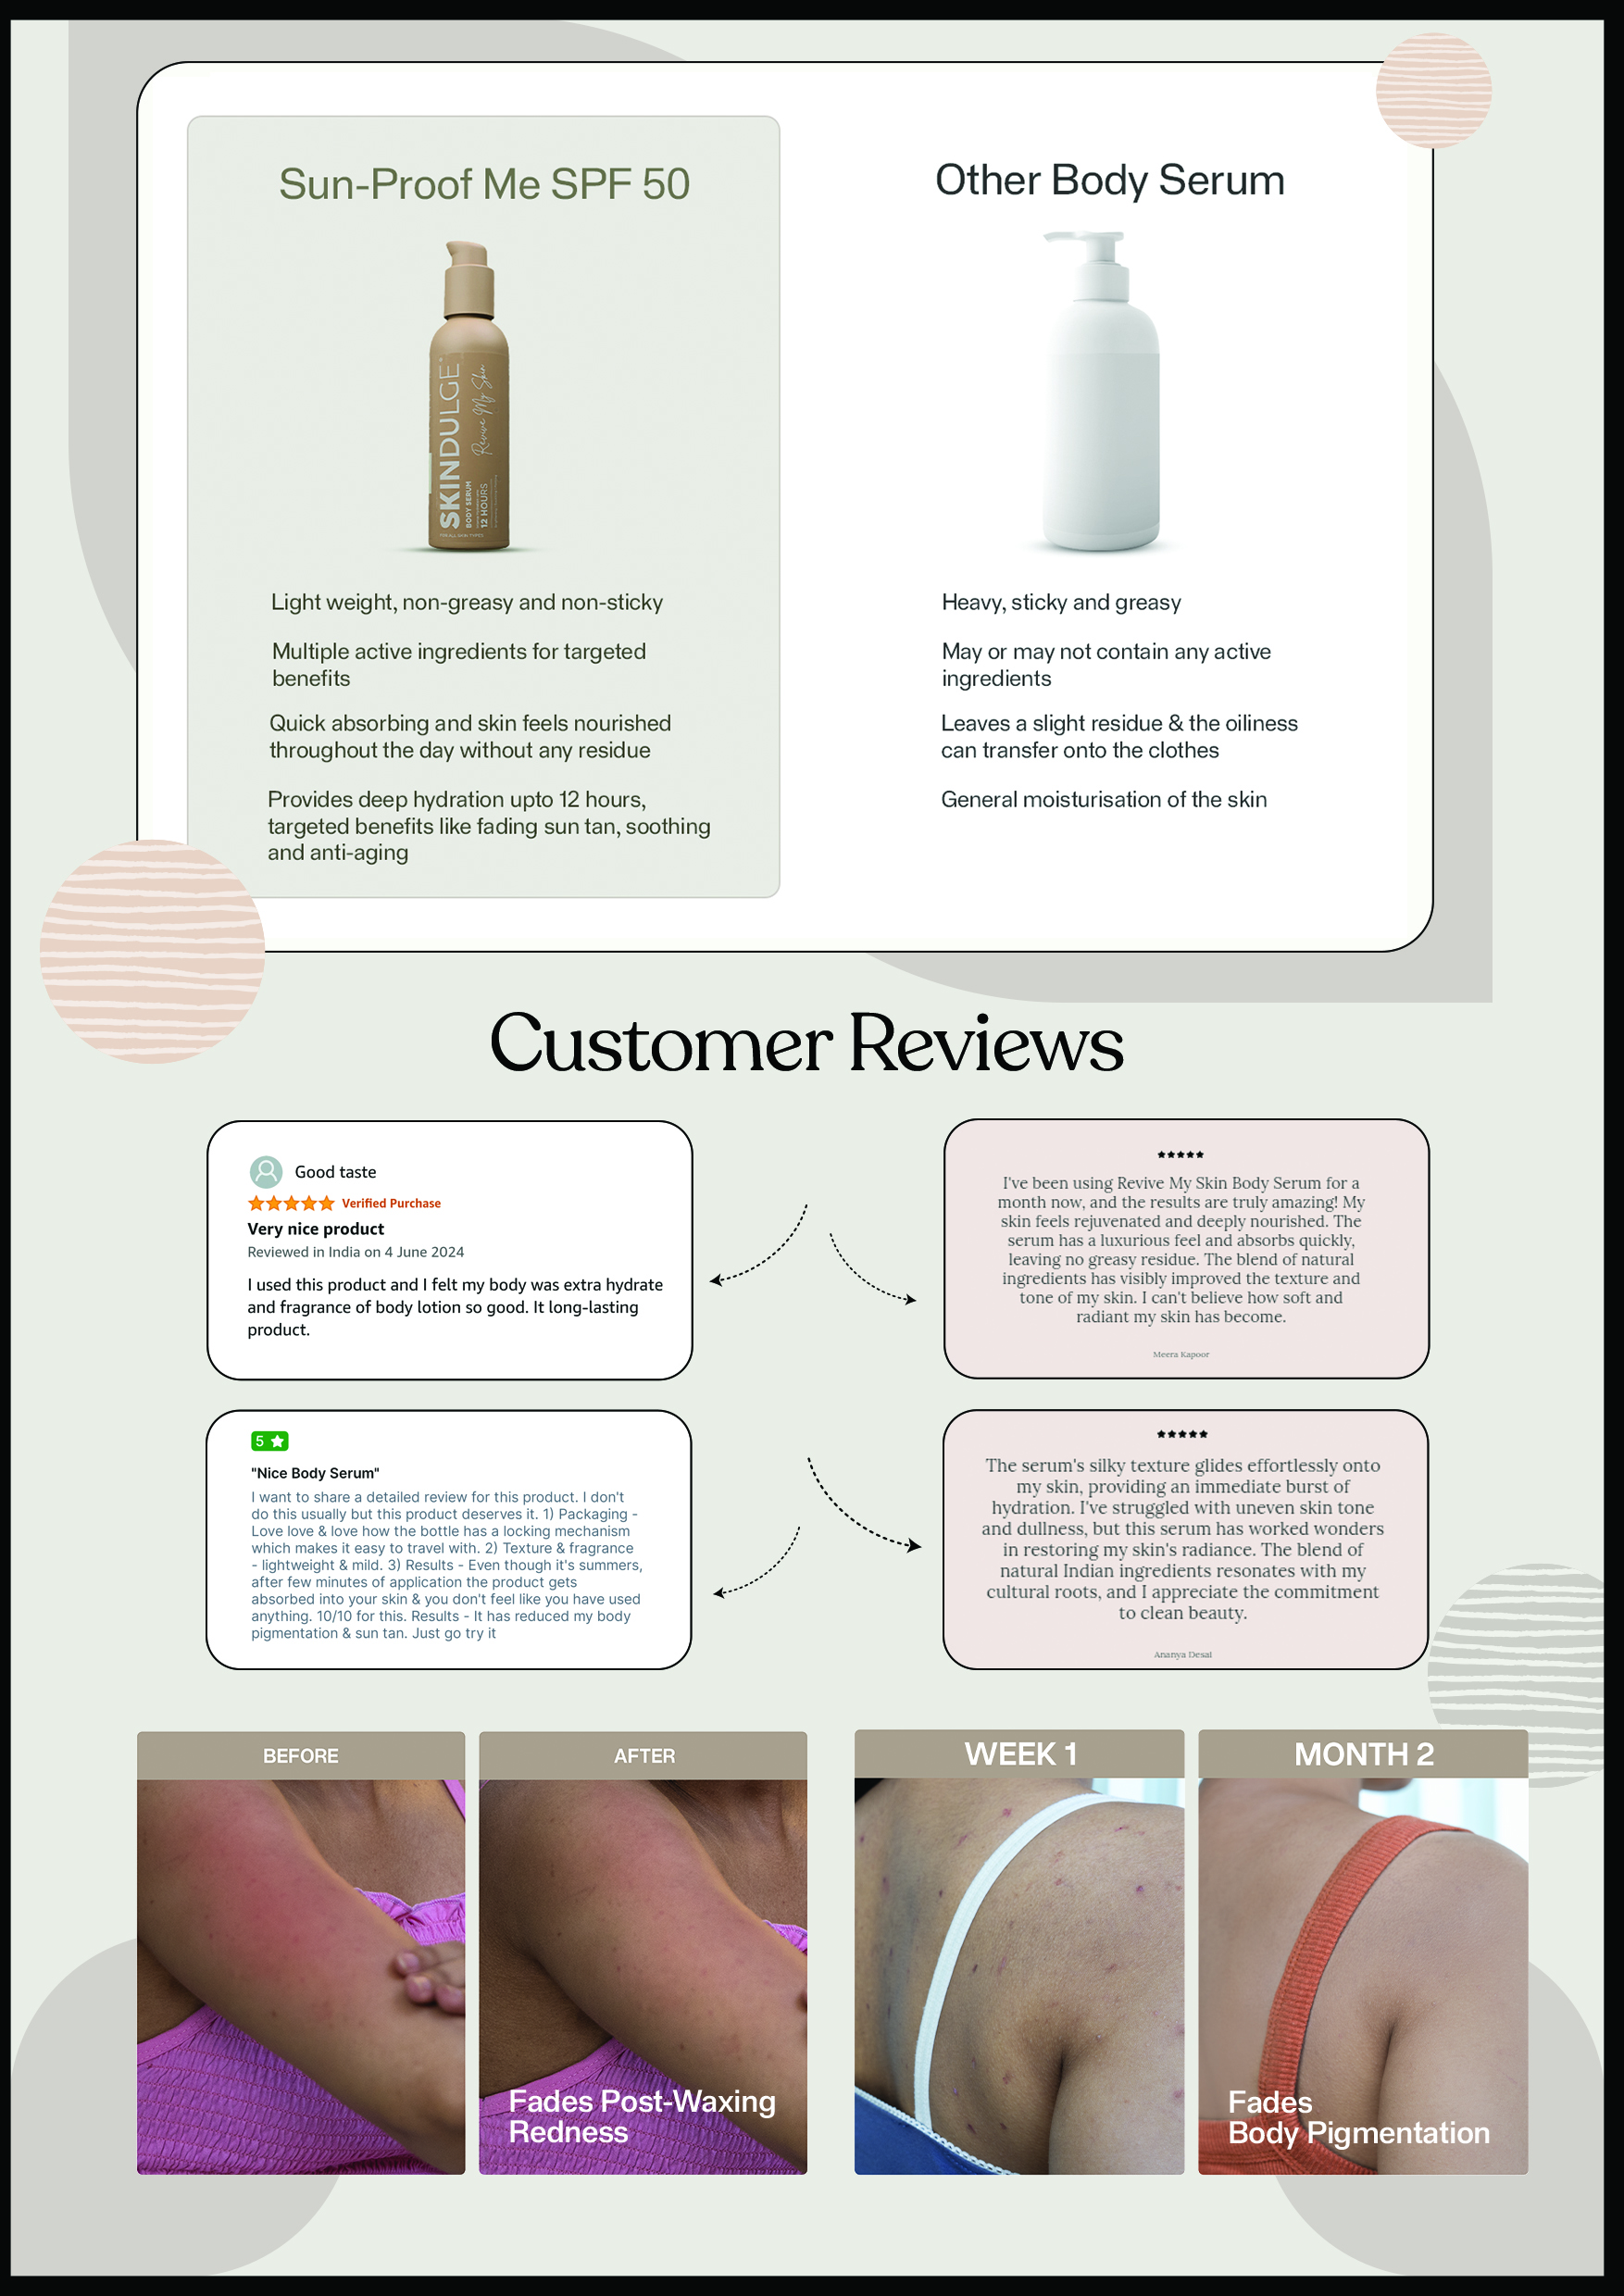 Sun-Proof Me SPF 50
SKINDULGE
Revive My Skin
BODY SERUM
12 HOURS
FOR ALL SKIN TYPES
Light weight, non-greasy and non-sticky
Multiple active ingredients for targeted
benefits
Quick absorbing and skin feels nourished
throughout the day without any residue
Provides deep hydration upto 12 hours,
targeted benefits like fading sun tan, soothing
and anti-aging
Other Body Serum
Heavy, sticky and greasy
May or may not contain any active
ingredients
Leaves a slight residue & the oiliness
can transfer onto the clothes
General moisturisation of the skin
Customer Reviews
Good taste
Verified Purchase
Very nice product
Reviewed in India on 4 June 2024
I used this product and I felt my body was extra hydrate
and fragrance of body lotion so good. It long-lasting
product.
I've been using Revive My Skin Body Serum for a
month now, and the results are truly amazing! My
skin feels rejuvenated and deeply nourished. The
serum has a luxurious feel and absorbs quickly,
leaving no greasy residue. The blend of natural
ingredients has visibly improved the texture and
tone of my skin. I can't believe how soft and
radiant my skin has become.
Meera Kapoor
5
"Nice Body Serum"
I want to share a detailed review for this product. I don't
do this usually but this product deserves it. 1) Packaging -
Love love & love how the bottle has a locking mechanism
which makes it easy to travel with. 2) Texture & fragrance
- lightweight & mild. 3) Results - Even though it's summers,
after few minutes of application the product gets
absorbed into your skin & you don't feel like you have used
anything. 10/10 for this. Results - It has reduced my body
pigmentation & sun tan. Just go try it
The serum's silky texture glides effortlessly onto
my skin, providing an immediate burst of
hydration. I've struggled with uneven skin tone
and dullness, but this serum has worked wonders
in restoring my skin's radiance. The blend of
natural Indian ingredients resonates with my
cultural roots, and I appreciate the commitment
to clean beauty.
Ananya Desai
BEFORE
AFTER
Fades Post-Waxing
Redness
WEEK 1
MONTH 2
Fades
Body Pigmentation